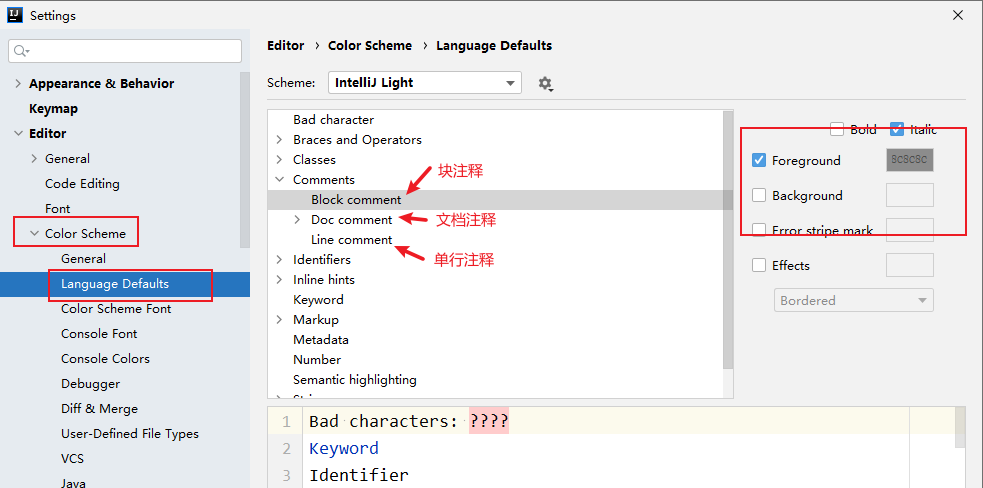 Settings
Appearance & Behavior
Keymap
Editor
General
Code Editing
Font
Color Scheme
General
Language Defaults
Color Scheme Font
Console Font
Console Colors
Debugger
Diff & Merge
User-Defined File Types
VCS
Java
Editor › Color Scheme › Language Defaults
Scheme: IntelliJ Light
Bad character
Braces and Operators
Classes
Comments
Block comment 块注释
Doc comment 文档注释
Line comment 单行注释
Identifiers
Inline hints
Keyword
Markup
Metadata
Number
Semantic highlighting
Bold Italic
Foreground 8C8C8C
Background
Error stripe mark
Effects
Bordered
1 Bad characters: ????
2 Keyword
3 Identifier